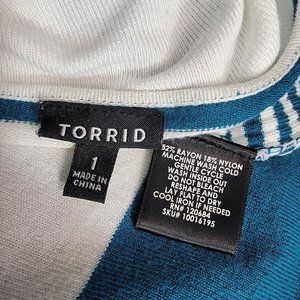 TORRID
1
MADE IN
CHINA
82% RAYON 18% NYLON
MACHINE WASH COLD
GENTLE CYCLE
WASH INSIDE OUT
DO NOT BLEACH
RESHAPE AND
LAY FLAT TO DRY
COOL IRON IF NEEDED
RN# 120684
SKU# 10016195